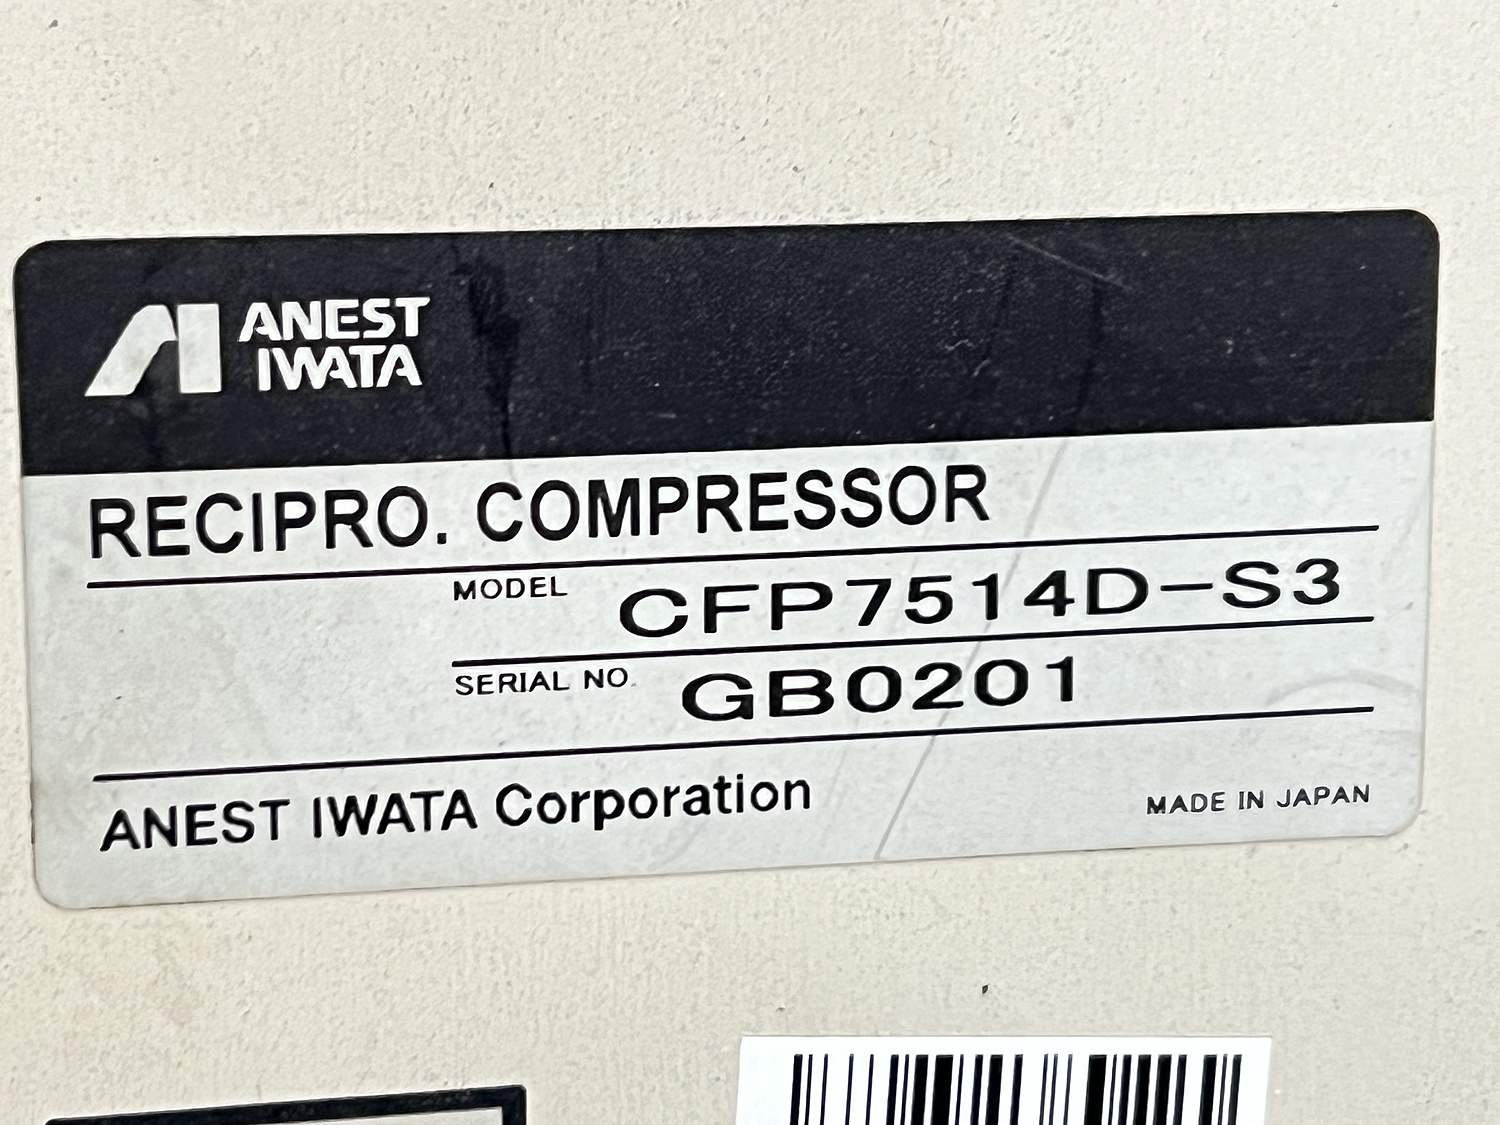 ANEST
IWATA
RECIPRO. COMPRESSOR
MODEL CFP7514D-S3
SERIAL NO. GB0201
ANEST IWATA Corporation
MADE IN JAPAN